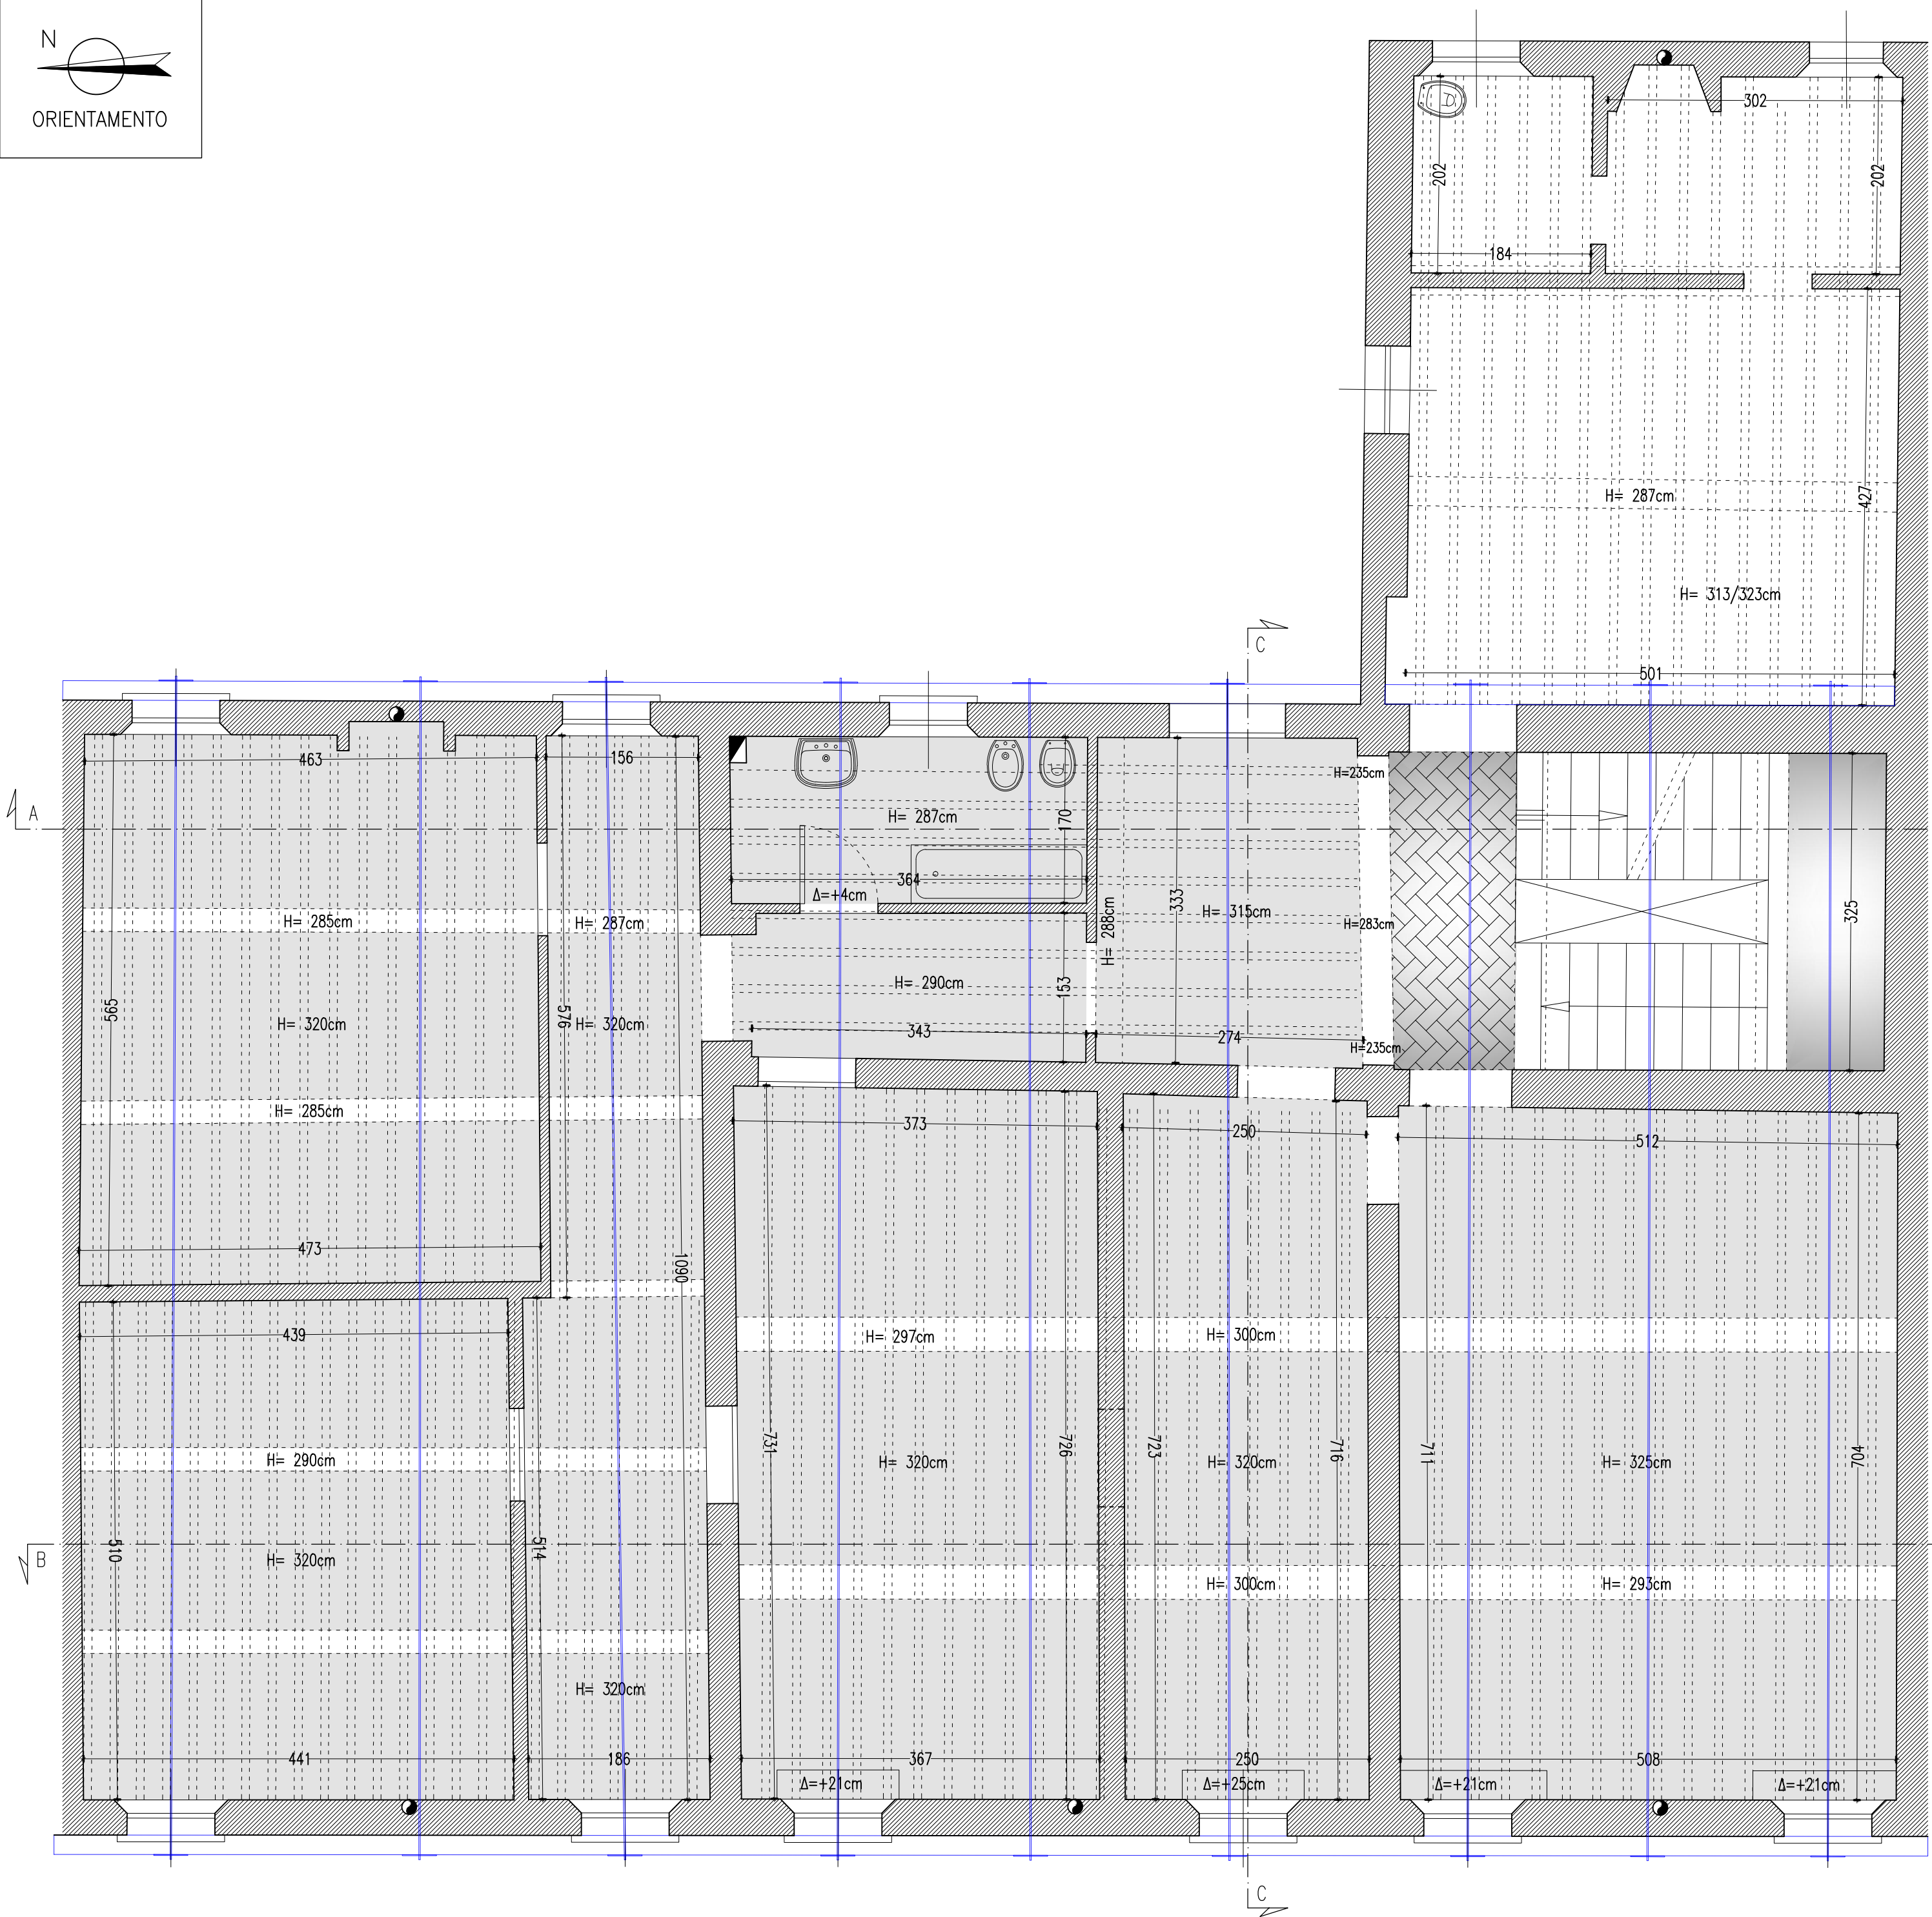 N
ORIENTAMENTO
302
202
202
184
H= 287cm
427
H= 313/323cm
501
C
463
156
H=235cm
A
H= 287cm
170
364
Δ=+4cm
H= 288cm
333
H= 315cm
H=283cm
325
H= 285cm
H= 287cm
595
576
H= 320cm
H= 320cm
H= 290cm
153
343
274
H=235cm
H= 285cm
373
250
512
473
1090
439
H= 297cm
H= 300cm
731
726
723
716
711
704
H= 290cm
H= 320cm
H= 320cm
H= 325cm
B
510
514
H= 320cm
H= 300cm
H= 293cm
H= 320cm
441
186
367
250
508
Δ=+21cm
Δ=+25cm
Δ=+21cm
Δ=+21cm
C